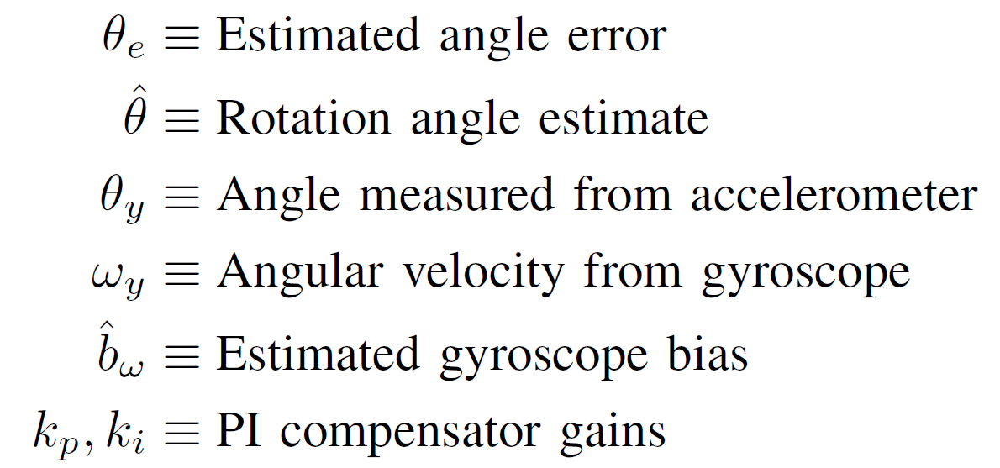 θₑ ≡ Estimated angle error
θ̂ ≡ Rotation angle estimate
θ_y ≡ Angle measured from accelerometer
ω_y ≡ Angular velocity from gyroscope
b̂_ω ≡ Estimated gyroscope bias
k_p, k_i ≡ PI compensator gains